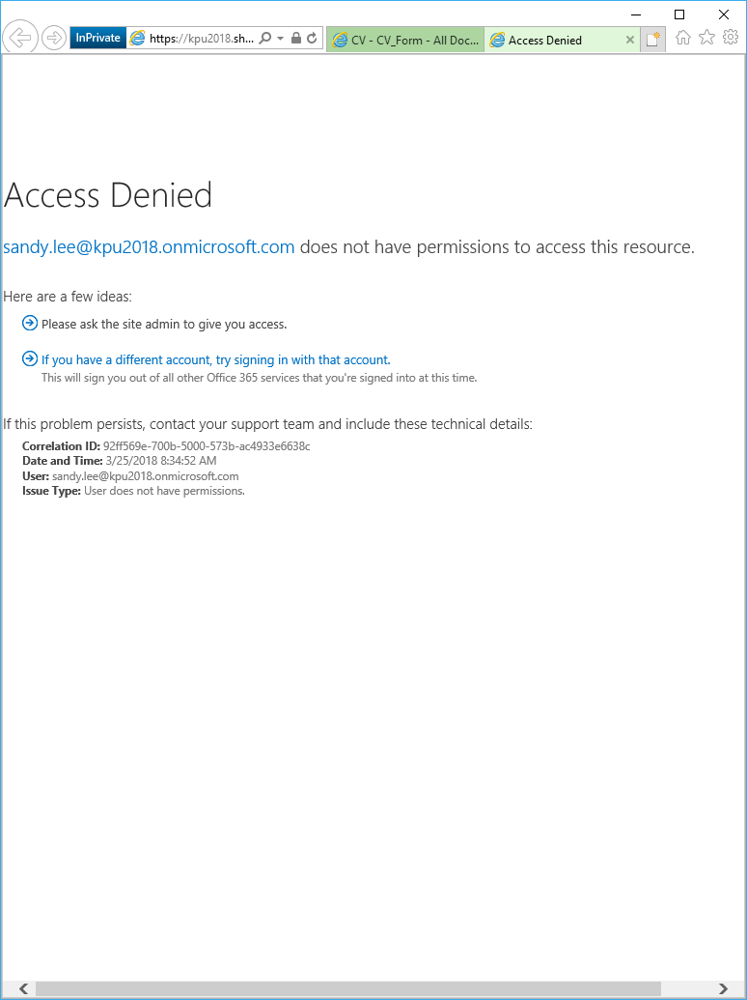 InPrivate https://kpu2018.sh... CV - CV_Form - All Doc... Access Denied
Access Denied
sandy.lee@kpu2018.onmicrosoft.com does not have permissions to access this resource.
Here are a few ideas:
Please ask the site admin to give you access.
If you have a different account, try signing in with that account.
This will sign you out of all other Office 365 services that you're signed into at this time.
If this problem persists, contact your support team and include these technical details:
Correlation ID: 92ff569e-700b-5000-573b-ac4933e6638c
Date and Time: 3/25/2018 8:34:52 AM
User: sandy.lee@kpu2018.onmicrosoft.com
Issue Type: User does not have permissions.